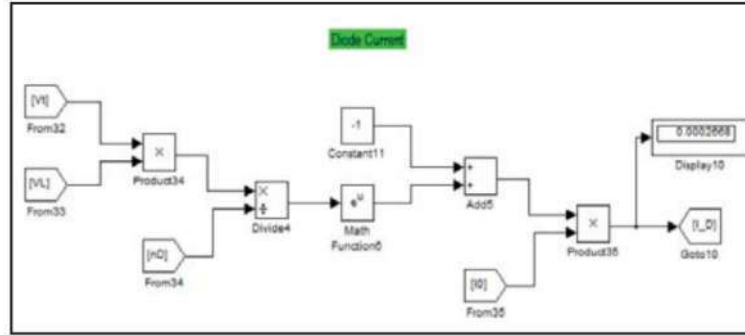 Diode Current
[Vt]
From32
[VL]
From33
×
Product34
[nD]
From34
×
÷
Divide4
-1
Constant11
e^u
Math
Function6
+
+
Add5
[I0]
From35
×
Product35
0.0002668
Display10
[I_D]
Goto10